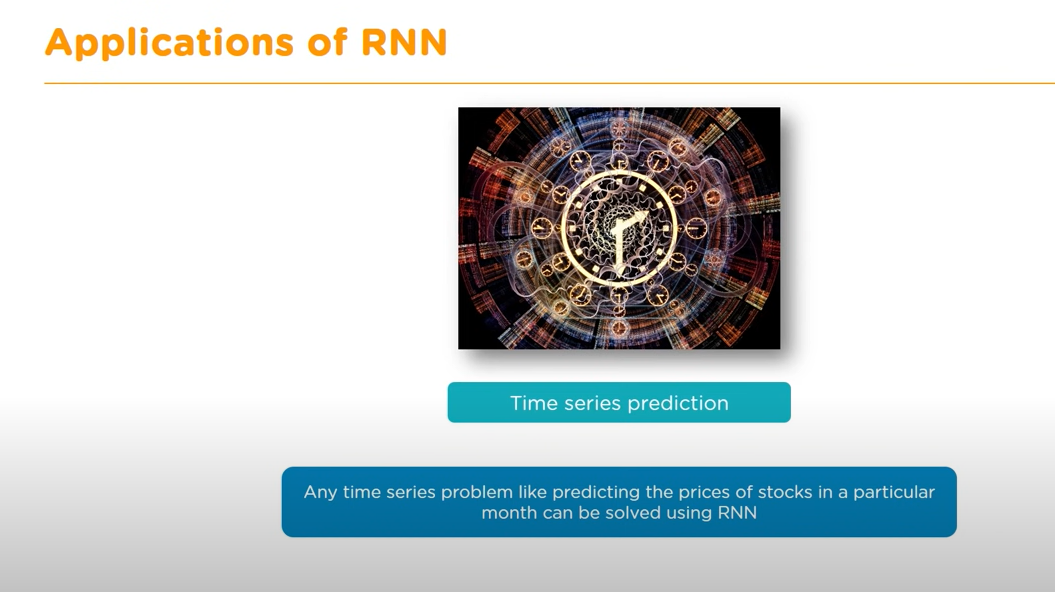 Applications of RNN
Time series prediction
Any time series problem like predicting the prices of stocks in a particular
month can be solved using RNN